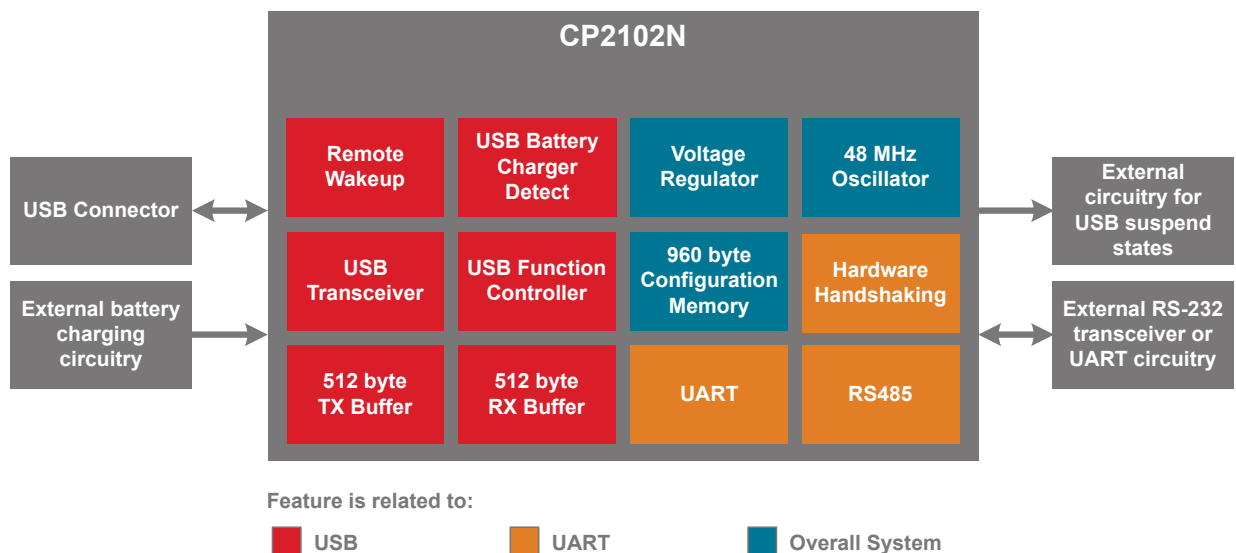 CP2102N
Remote
Wakeup
USB Battery
Charger
Detect
Voltage
Regulator
48 MHz
Oscillator
USB Connector
External
circuitry for
USB suspend
states
USB
Transceiver
USB Function
Controller
960 byte
Configuration
Memory
Hardware
Handshaking
External battery
charging
circuitry
External RS-232
transceiver or
UART circuitry
512 byte
TX Buffer
512 byte
RX Buffer
UART
RS485
Feature is related to:
USB
UART
Overall System